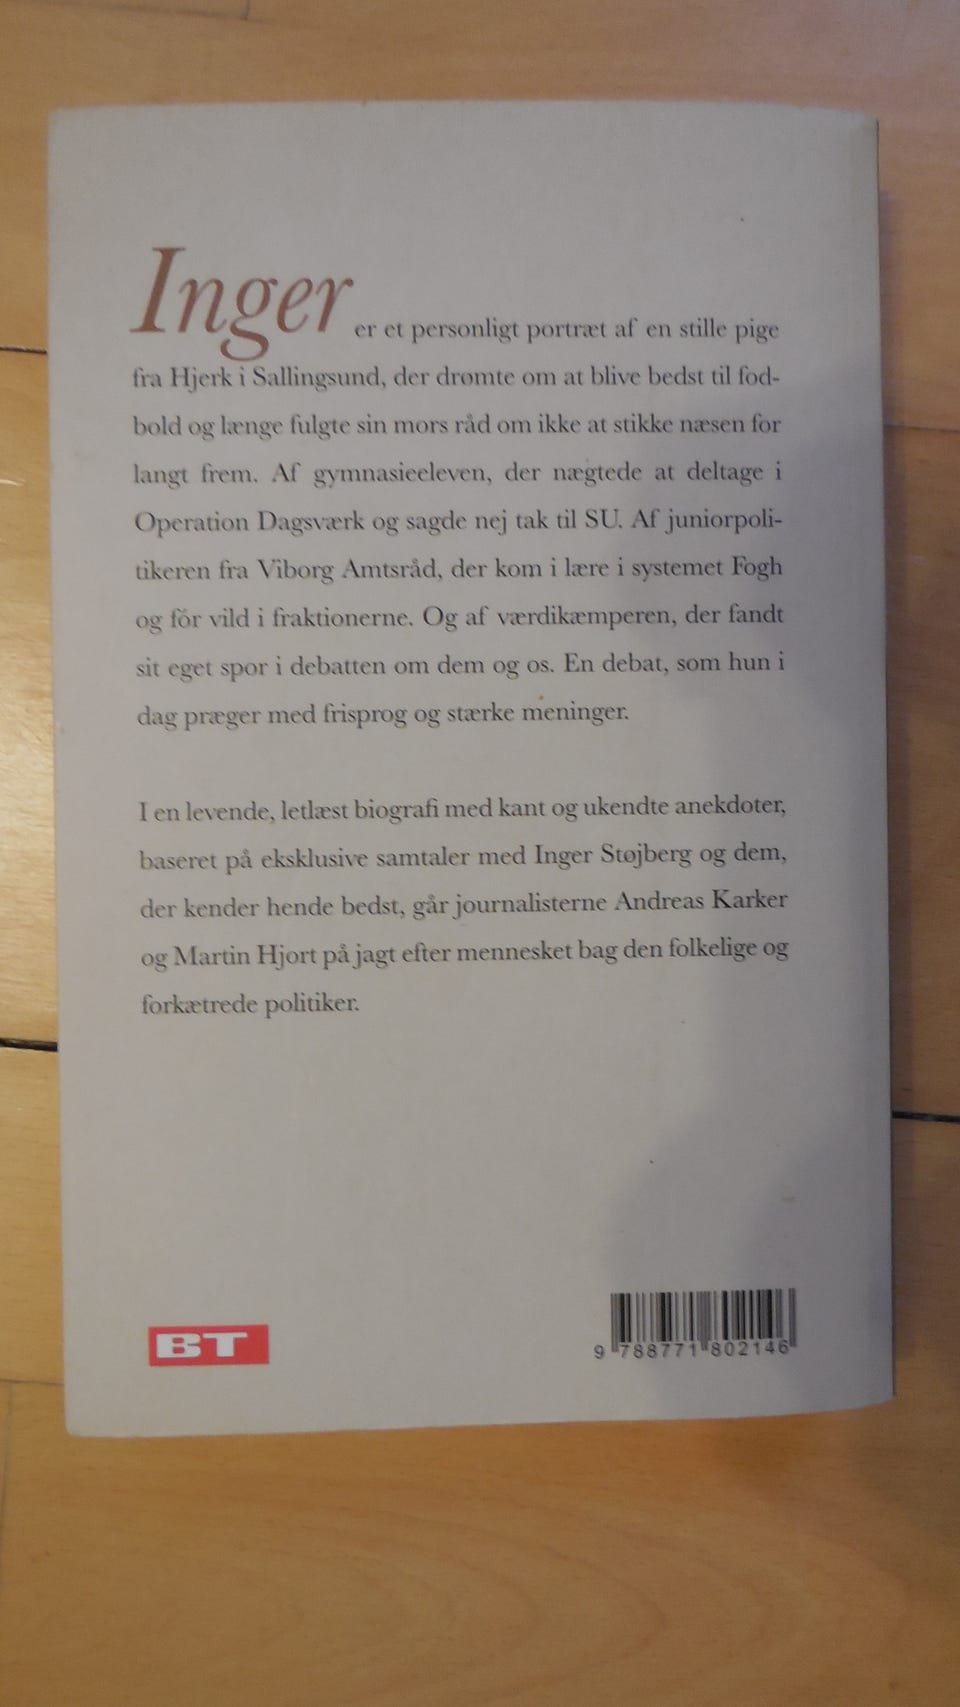 Inger er et personligt portræt af en stille pige
fra Hjerk i Sallingsund, der drømte om at blive bedst til fod-
bold og længe fulgte sin mors råd om ikke at stikke næsen for
langt frem. Af gymnasieeleven, der nægtede at deltage i
Operation Dagsværk og sagde nej tak til SU. Af juniorpoli-
tikeren fra Viborg Amtsråd, der kom i lære i systemet Fogh
og fór vild i fraktionerne. Og af værdikæmperen, der fandt
sit eget spor i debatten om dem og os. En debat, som hun i
dag præger med frisprog og stærke meninger.
I en levende, letlæst biografi med kant og ukendte anekdoter,
baseret på eksklusive samtaler med Inger Støjberg og dem,
der kender hende bedst, går journalisterne Andreas Karker
og Martin Hjort på jagt efter mennesket bag den folkelige og
forkætrede politiker.
BT
9 788771 802146